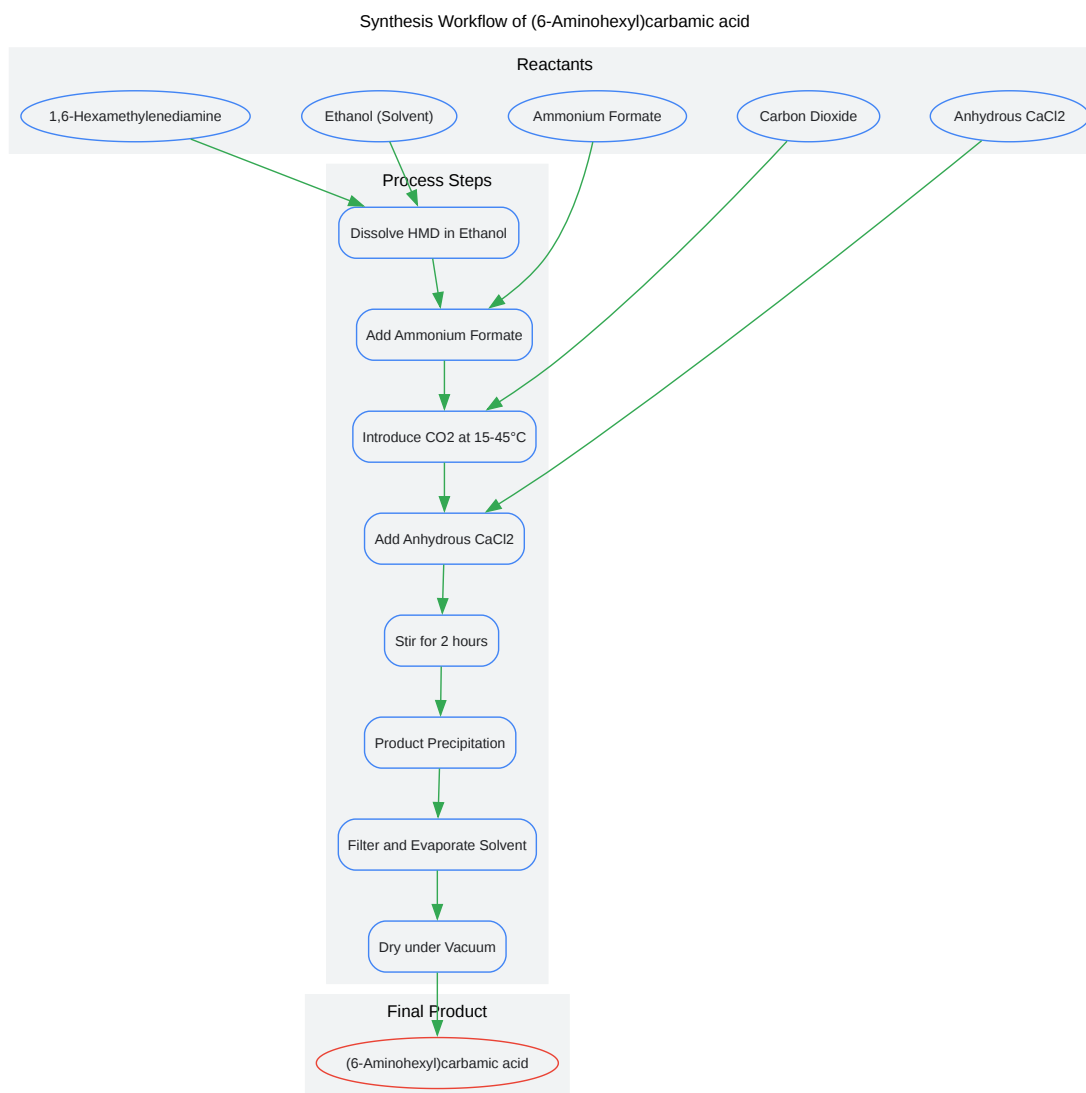 Synthesis Workflow of (6-Aminohexyl)carbamic acid
Reactants
1,6-Hexamethylenediamine
Ethanol (Solvent)
Ammonium Formate
Carbon Dioxide
Anhydrous CaCl2
Process Steps
Dissolve HMD in Ethanol
Add Ammonium Formate
Introduce CO2 at 15-45°C
Add Anhydrous CaCl2
Stir for 2 hours
Product Precipitation
Filter and Evaporate Solvent
Dry under Vacuum
Final Product
(6-Aminohexyl)carbamic acid